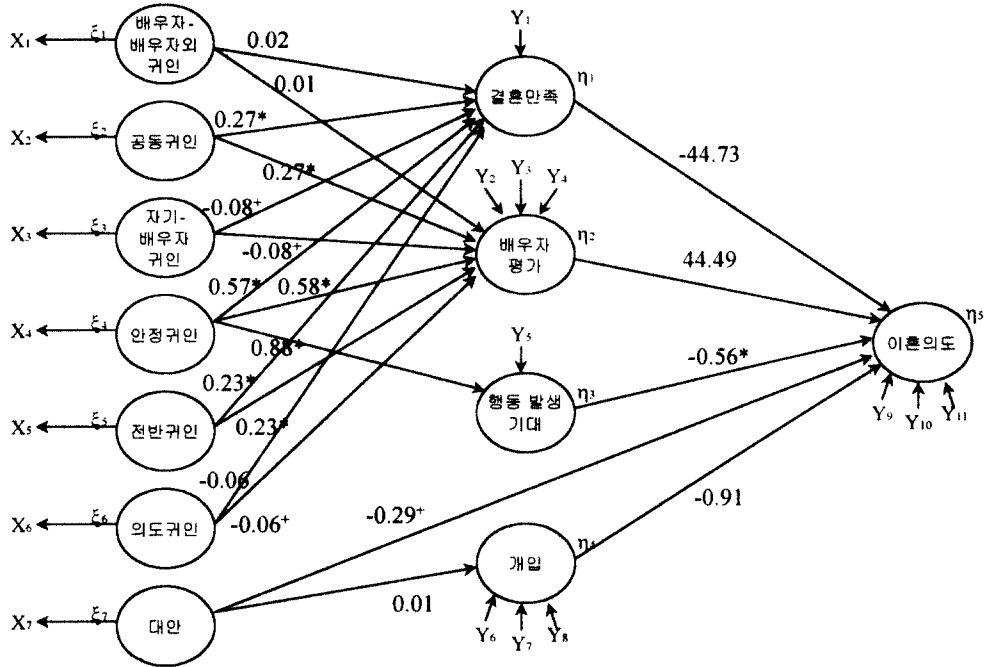 X₁
ξ₁
배우자-
배우자외
귀인
X₂
ξ₂
공동귀인
X₃
ξ₃
자기-
배우자
귀인
X₄
ξ₄
안정귀인
X₅
ξ₅
전반귀인
X₆
ξ₆
의도귀인
X₇
ξ₇
대안
0.02
0.01
0.27*
0.27*
-0.08⁺
-0.08⁺
0.57*
0.58*
0.88*
0.23*
0.23*
-0.06
-0.06⁺
-0.29⁺
0.01
Y₁
결혼만족
η₁
Y₂
Y₃
Y₄
배우자
평가
η₂
Y₅
행동 발생
기대
η₃
개입
η₄
Y₆
Y₇
Y₈
-44.73
44.49
-0.56*
-0.91
이혼의도
η₅
Y₉
Y₁₀
Y₁₁